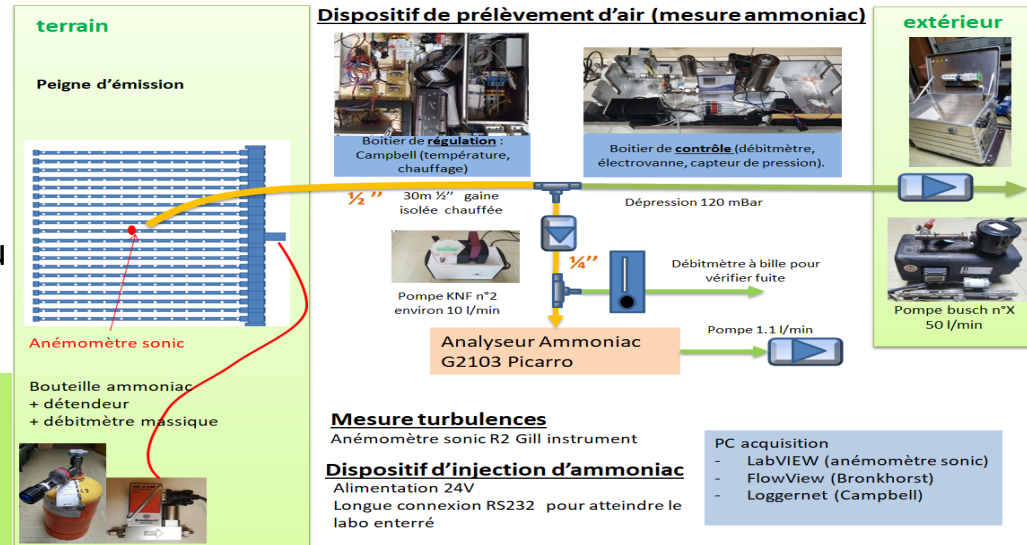 terrain
Peigne d'émission
Anémomètre sonic
Bouteille ammoniac
+ détendeur
+ débitmètre massique
Dispositif de prélèvement d'air (mesure ammoniac)
Boitier de régulation :
Campbell (température,
chauffage)
Boitier de contrôle (débitmètre,
électrovanne, capteur de pression).
½ ’’
30m ½’’ gaine
isolée chauffée
Dépression 120 mBar
Pompe KNF n°2
environ 10 l/min
¼’’
Débitmètre à bille pour
vérifier fuite
Analyseur Ammoniac
G2103 Picarro
Pompe 1.1 l/min
extérieur
Pompe busch n°X
50 l/min
Mesure turbulences
Anémomètre sonic R2 Gill instrument
Dispositif d'injection d'ammoniac
Alimentation 24V
Longue connexion RS232 pour atteindre le
labo enterré
PC acquisition
- LabVIEW (anémomètre sonic)
- FlowView (Bronkhorst)
- Loggernet (Campbell)